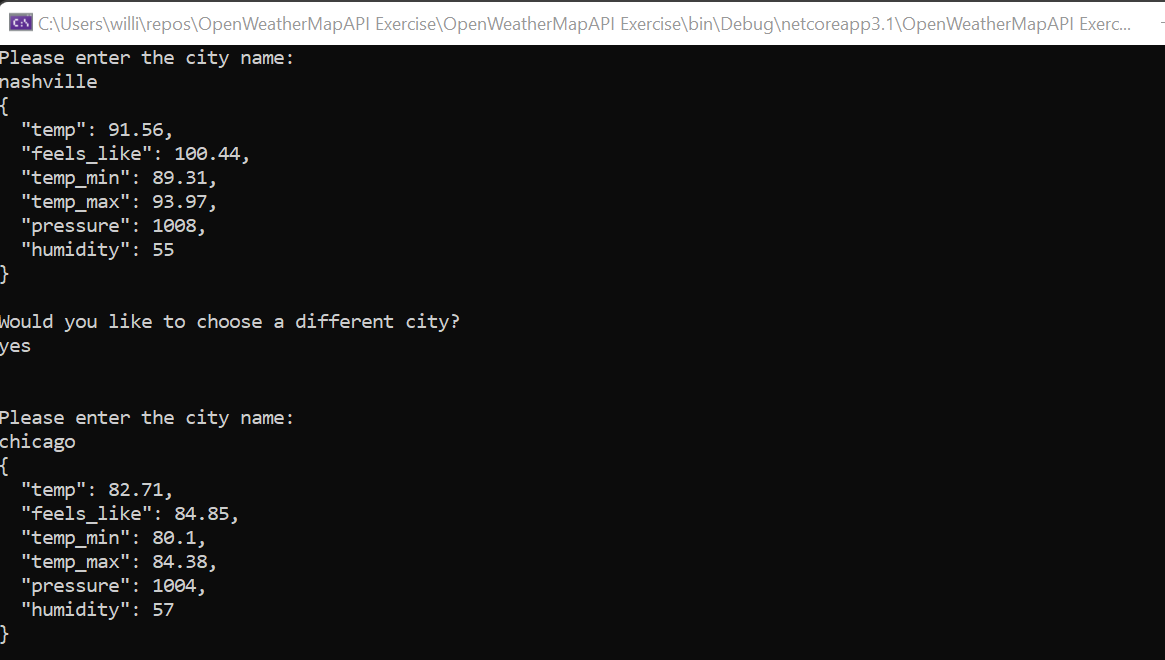 C:\Users\willi\repos\OpenWeatherMapAPI Exercise\OpenWeatherMapAPI Exercise\bin\Debug\netcoreapp3.1\OpenWeatherMapAPI Exerc...
Please enter the city name:
nashville
{
  "temp": 91.56,
  "feels_like": 100.44,
  "temp_min": 89.31,
  "temp_max": 93.97,
  "pressure": 1008,
  "humidity": 55
}
Would you like to choose a different city?
yes
Please enter the city name:
chicago
{
  "temp": 82.71,
  "feels_like": 84.85,
  "temp_min": 80.1,
  "temp_max": 84.38,
  "pressure": 1004,
  "humidity": 57
}